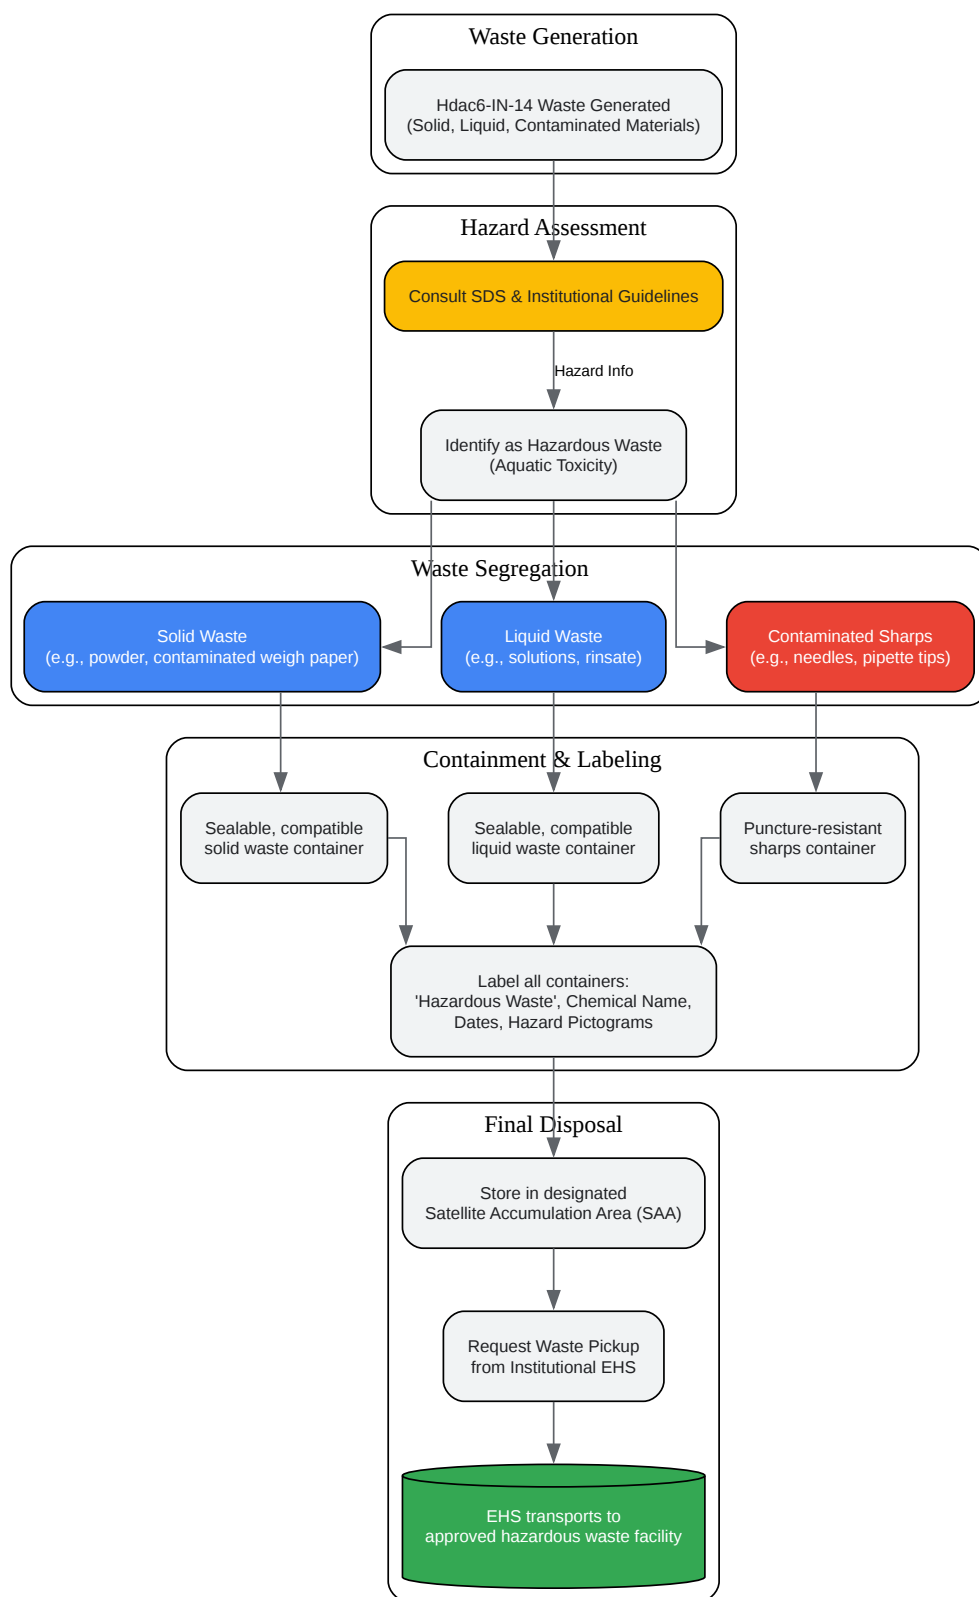 Waste Generation
Hdac6-IN-14 Waste Generated
(Solid, Liquid, Contaminated Materials)
Hazard Assessment
Consult SDS & Institutional Guidelines
Hazard Info
Identify as Hazardous Waste
(Aquatic Toxicity)
Waste Segregation
Solid Waste
(e.g., powder, contaminated weigh paper)
Liquid Waste
(e.g., solutions, rinsate)
Contaminated Sharps
(e.g., needles, pipette tips)
Containment & Labeling
Sealable, compatible
solid waste container
Sealable, compatible
liquid waste container
Puncture-resistant
sharps container
Label all containers:
'Hazardous Waste', Chemical Name,
Dates, Hazard Pictograms
Final Disposal
Store in designated
Satellite Accumulation Area (SAA)
Request Waste Pickup
from Institutional EHS
EHS transports to
approved hazardous waste facility